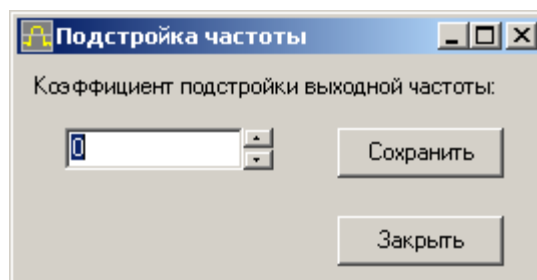 Подстройка частоты
Коэффициент подстройки выходной частоты:
0
Сохранить
Закрыть